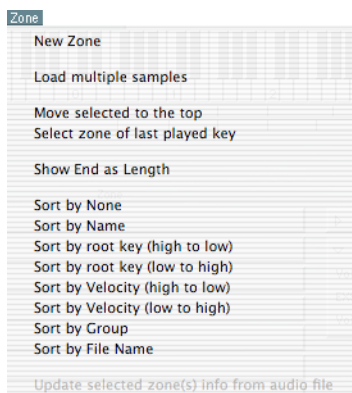 Zone
New Zone
Load multiple samples
Move selected to the top
Select zone of last played key
Show End as Length
Sort by None
Sort by Name
Sort by root key (high to low)
Sort by root key (low to high)
Sort by Velocity (high to low)
Sort by Velocity (low to high)
Sort by Group
Sort by File Name
Update selected zone(s) info from audio file